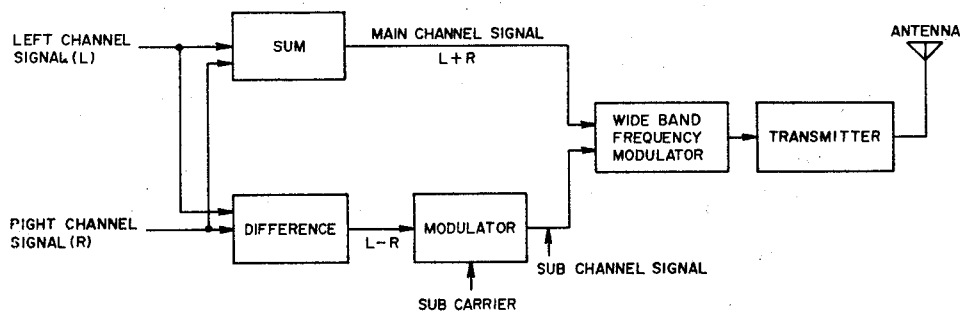 LEFT CHANNEL
SIGNAL (L)
SUM
MAIN CHANNEL SIGNAL
L+R
ANTENNA
WIDE BAND
FREQUENCY
MODULATOR
TRANSMITTER
RIGHT CHANNEL
SIGNAL (R)
DIFFERENCE
L-R
MODULATOR
SUB CHANNEL SIGNAL
SUB CARRIER